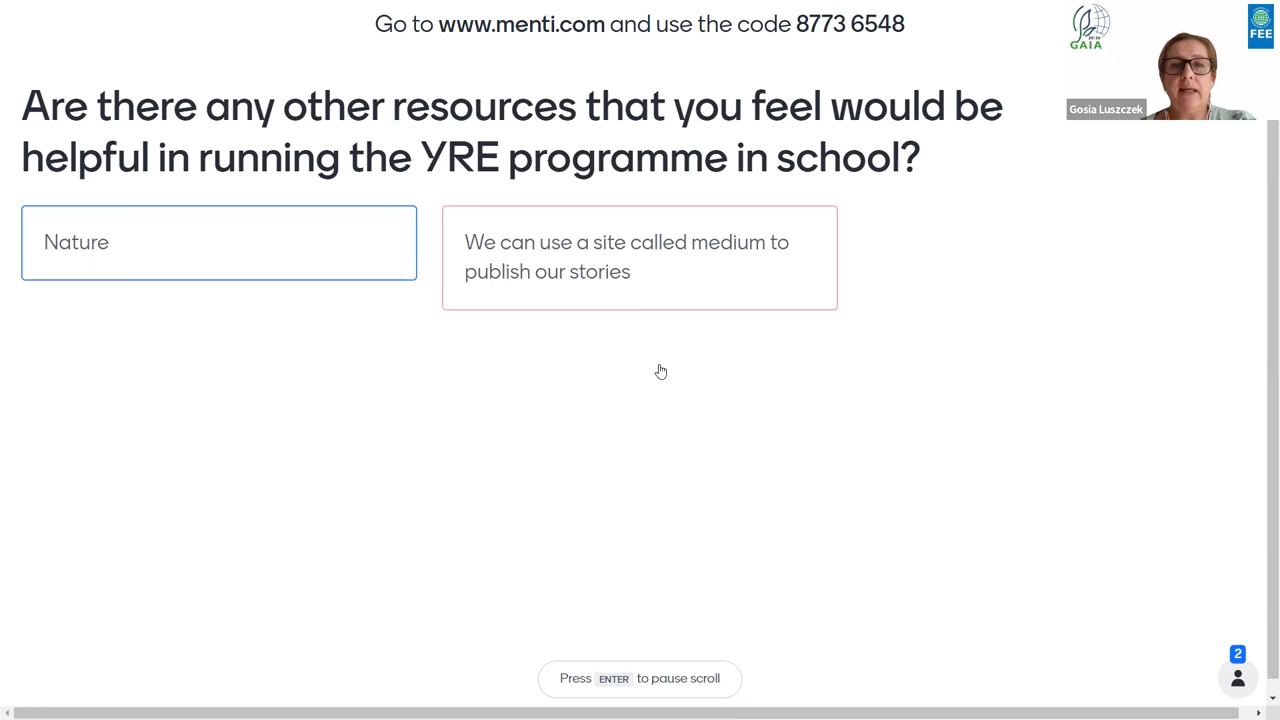 Go to www.menti.com and use the code 8773 6548
GAIA
FEE
Gosia Luszczek
Are there any other resources that you feel would be
helpful in running the YRE programme in school?
Nature
We can use a site called medium to
publish our stories
2
Press ENTER to pause scroll